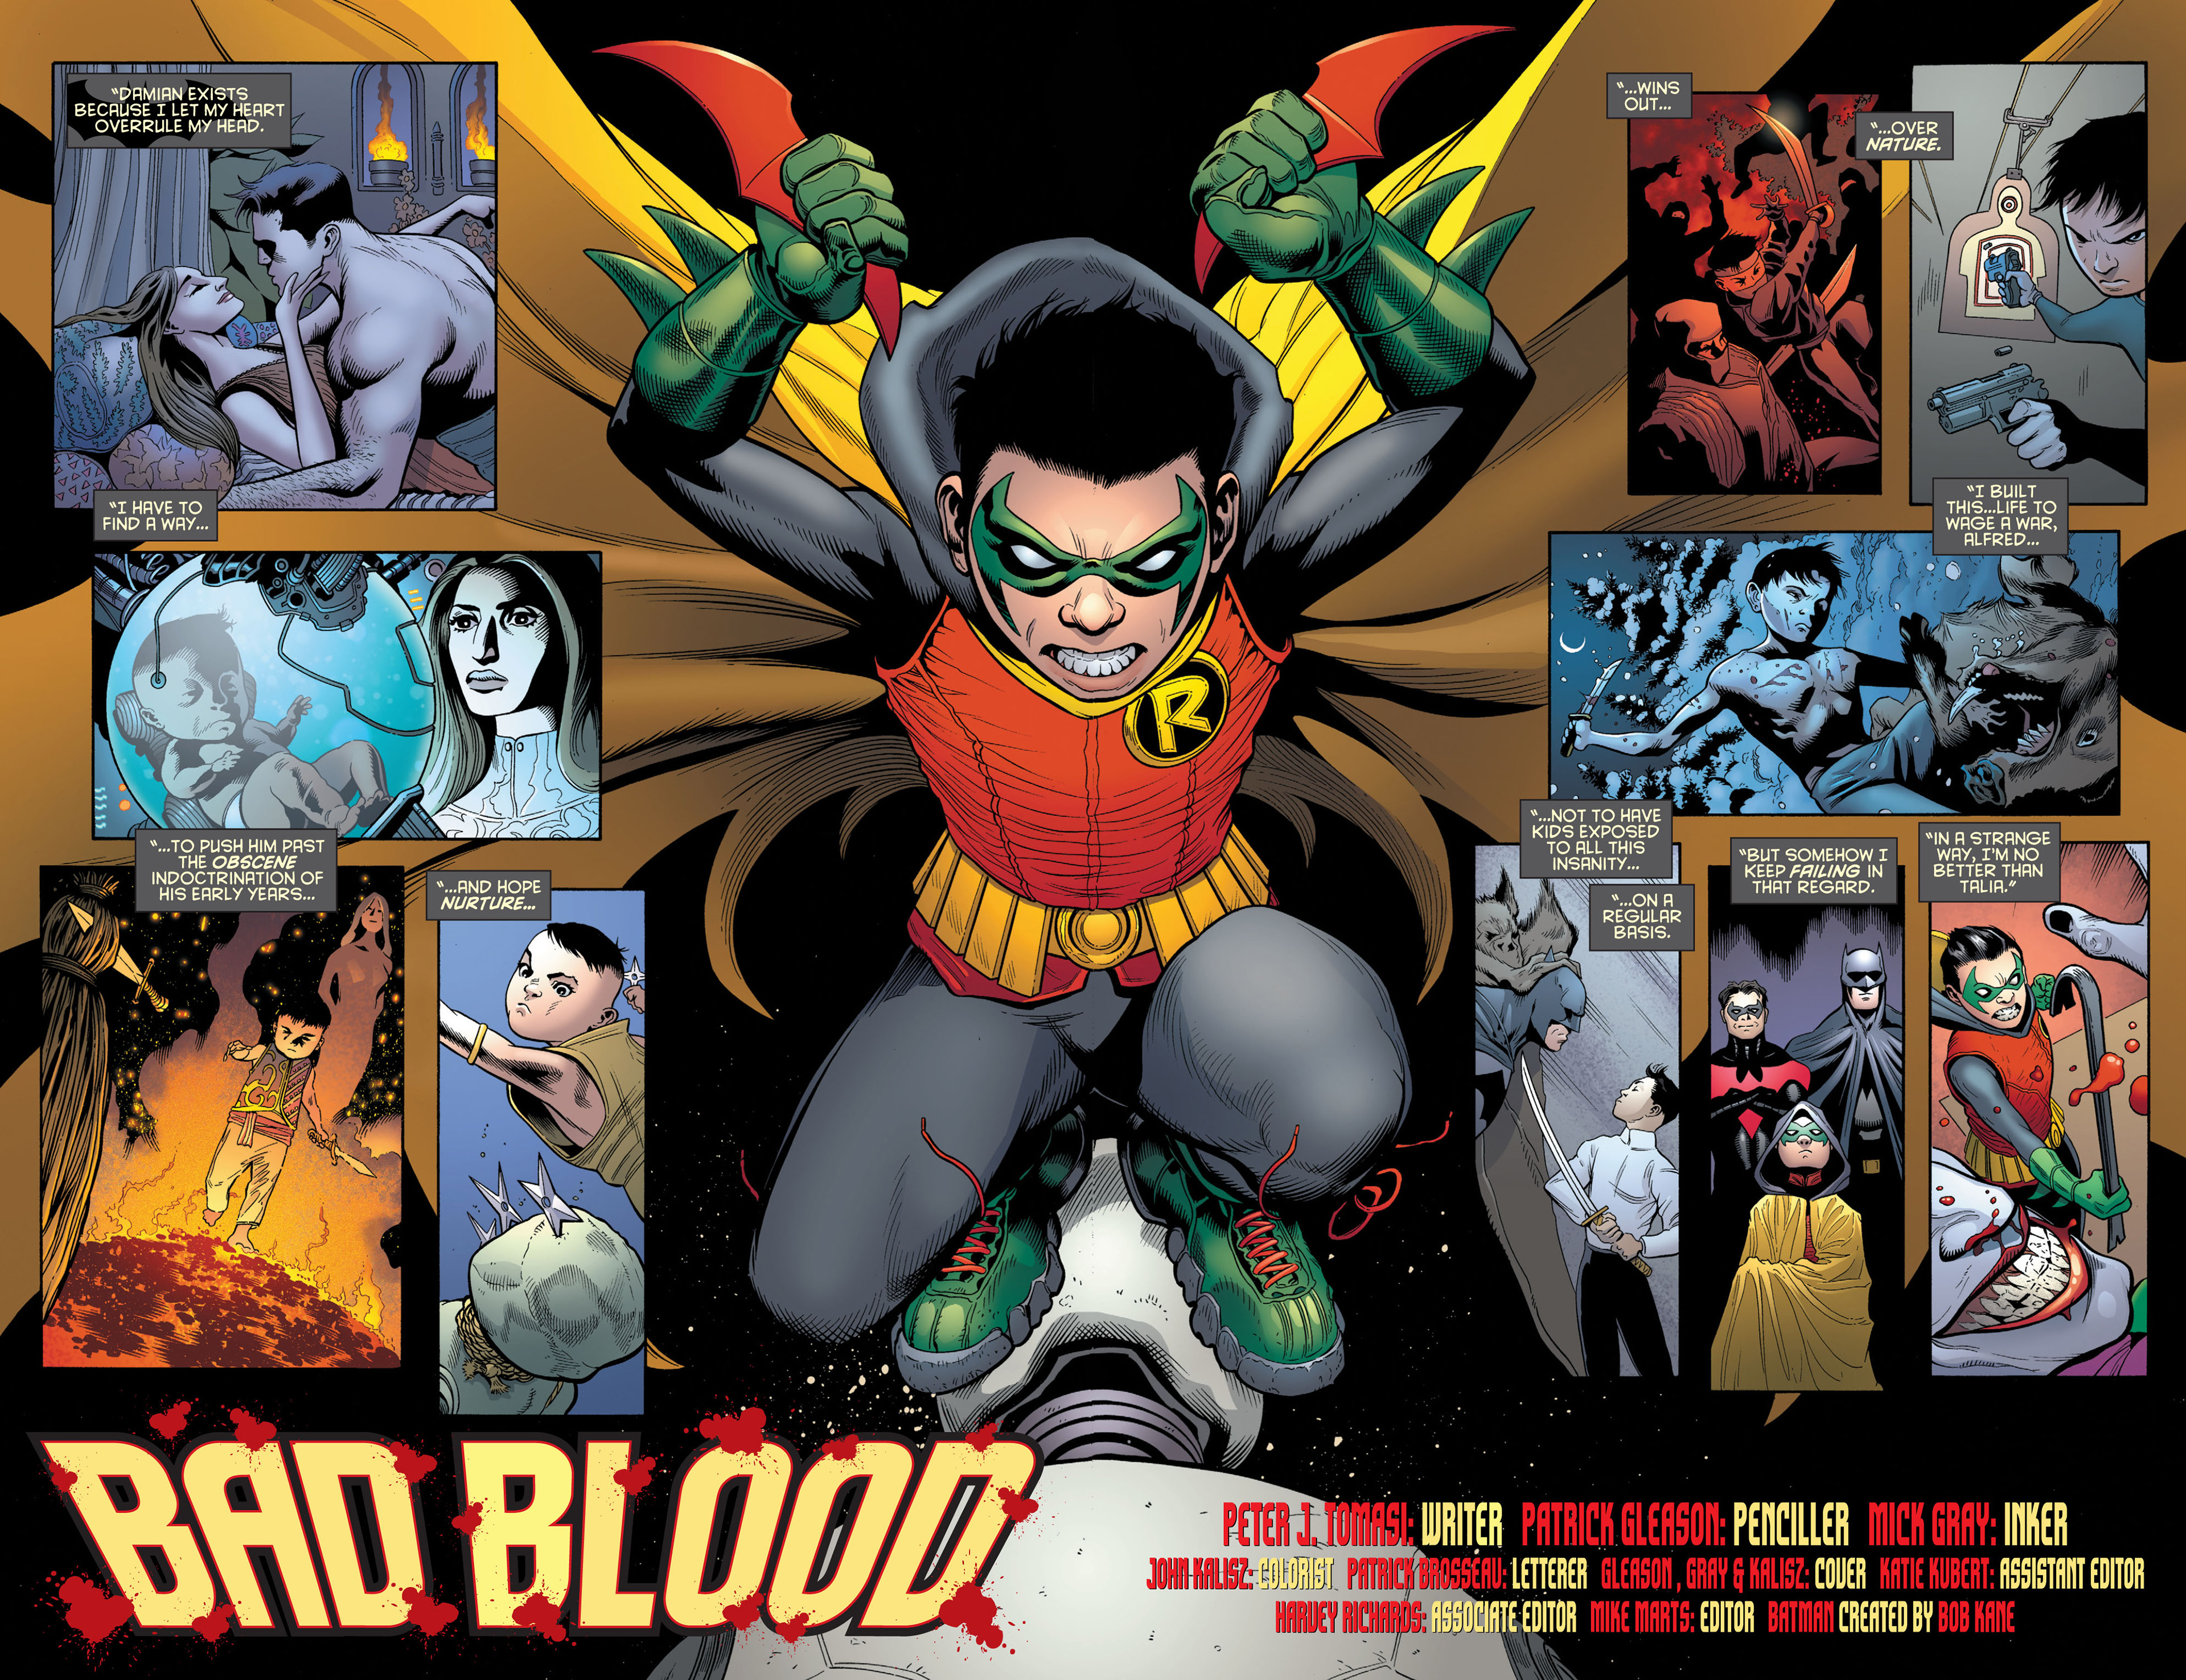 "DAMIAN EXISTS
BECAUSE I LET MY HEART
OVERRULE MY HEAD.
"I HAVE TO
FIND A WAY...
"...TO PUSH HIM PAST
THE OBSCENE
INDOCTRINATION OF
HIS EARLY YEARS...
"...AND HOPE
NURTURE...
"...WINS
OUT...
"...OVER
NATURE.
"I BUILT
THIS...LIFE TO
WAGE A WAR,
ALFRED...
"...NOT TO HAVE
KIDS EXPOSED
TO ALL THIS
INSANITY...
"...ON A
REGULAR
BASIS.
"BUT SOMEHOW I
KEEP FAILING IN
THAT REGARD.
"IN A STRANGE
WAY, I'M NO
BETTER THAN
TALIA."
R
BAD BLOOD
PETER J. TOMASI: WRITER PATRICK GLEASON: PENCILLER MICK GRAY: INKER
JOHN KALISZ: COLORIST PATRICK BROSSEAU: LETTERER GLEASON, GRAY & KALISZ: COVER KATIE KUBERT: ASSISTANT EDITOR
HARVEY RICHARDS: ASSOCIATE EDITOR MIKE MARTS: EDITOR BATMAN CREATED BY BOB KANE